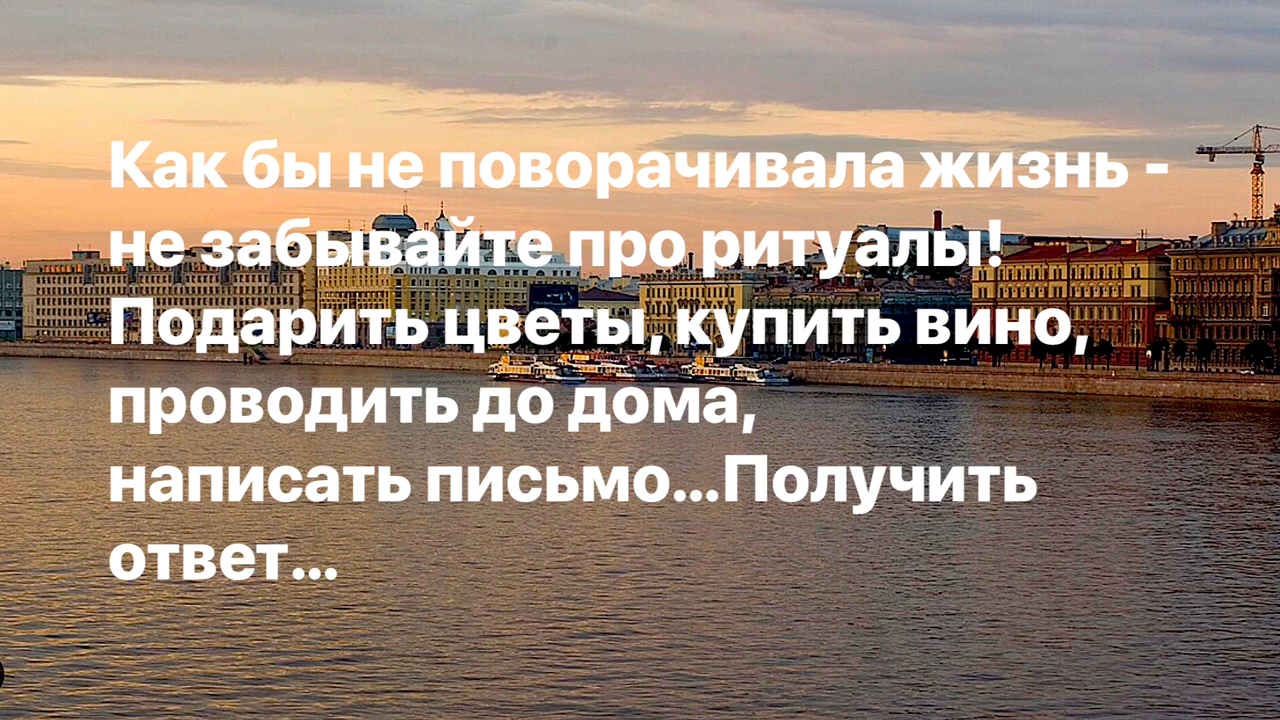 Как бы не поворачивала жизнь -
не забывайте про ритуалы!
Подарить цветы, купить вино,
проводить до дома,
написать письмо...Получить
ответ...